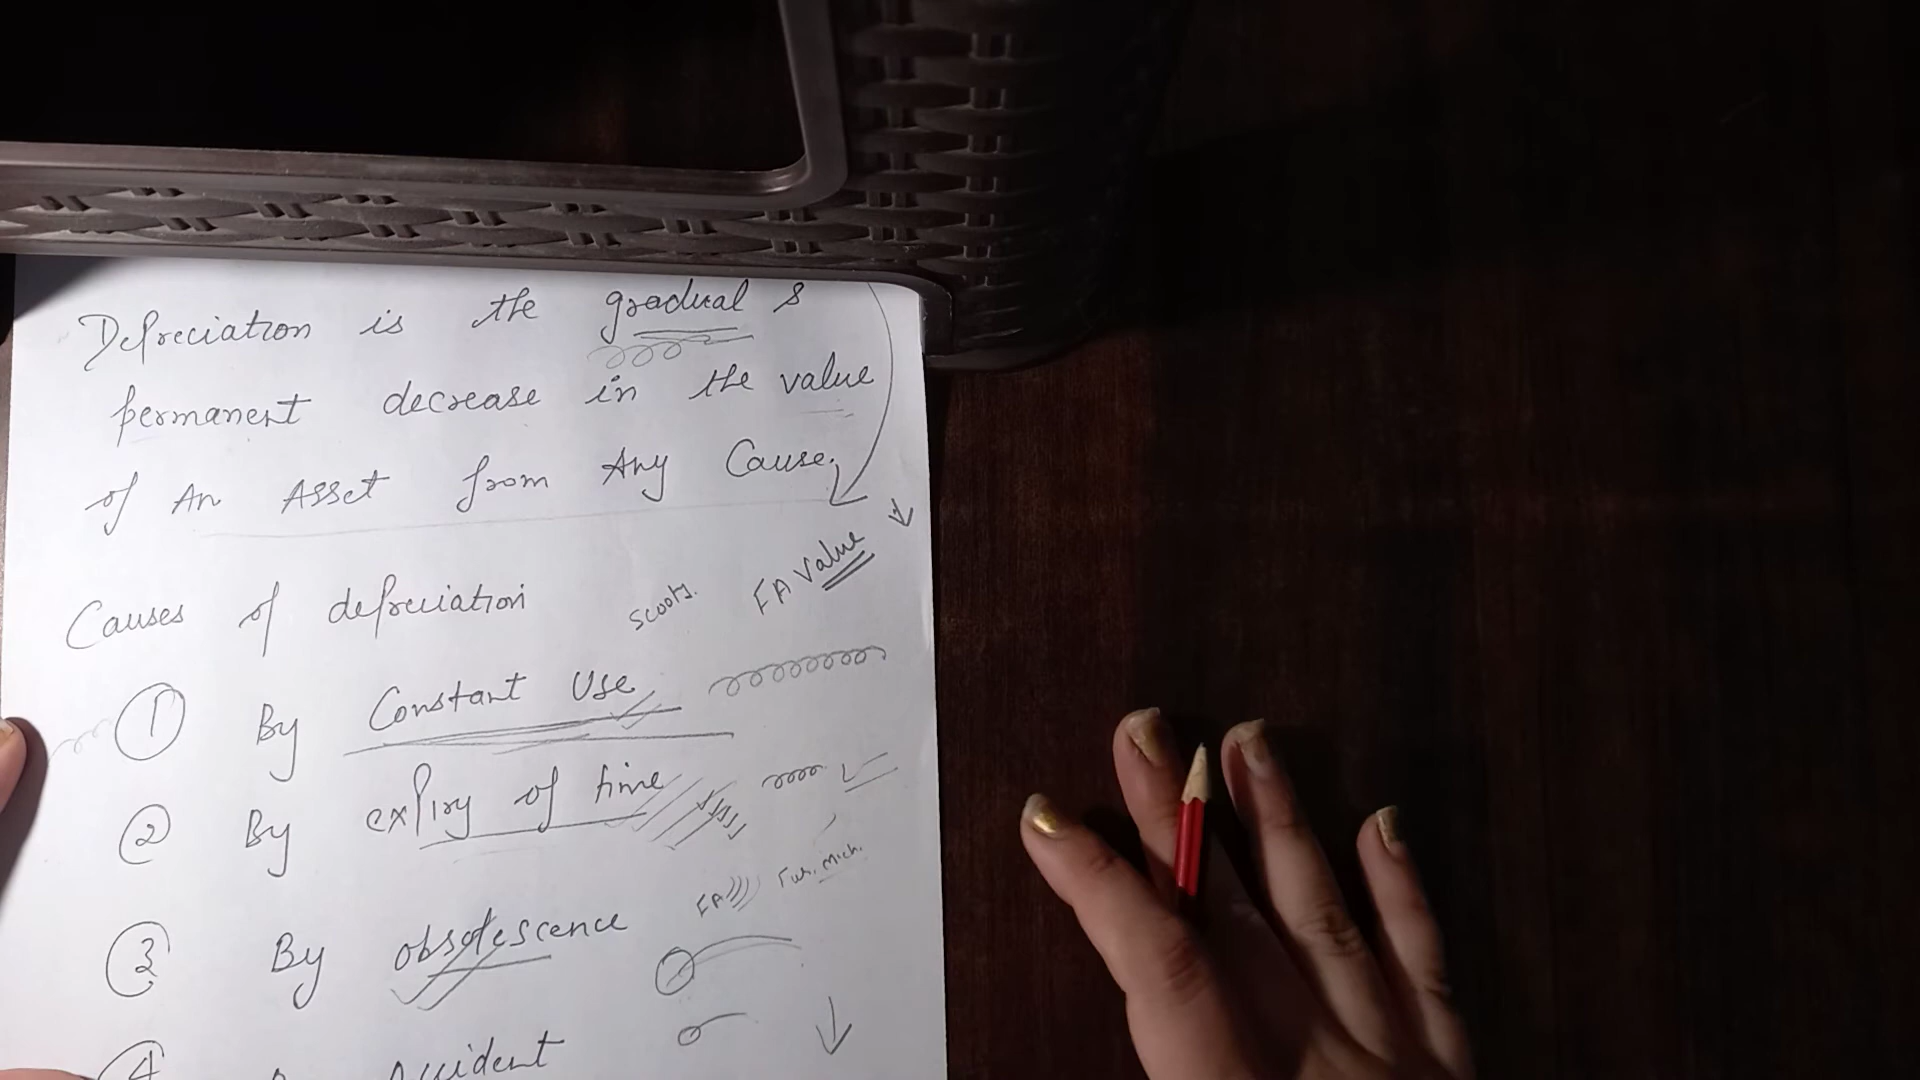 Depreciation is the gradual &
permanent decrease in the value
of An Asset from Any Cause.
FA Value
Causes of depreciation
① By Constant Use
② By expiry of time
Fur. Mich.
FA
③ By obsolescence
④ Accident